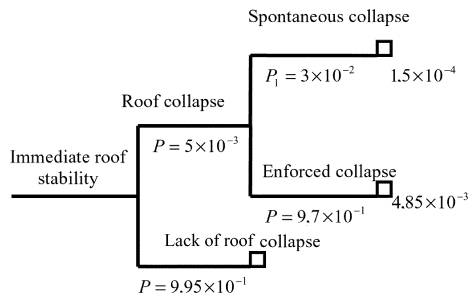 Spontaneous collapse
P₁ = 3×10⁻²
1.5×10⁻⁴
Roof collapse
P = 5×10⁻³
Immediate roof
stability
Enforced collapse
P = 9.7×10⁻¹
4.85×10⁻³
Lack of roof collapse
P = 9.95×10⁻¹